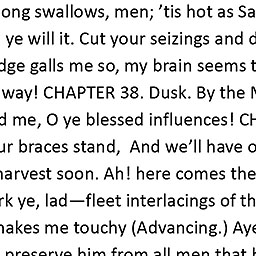 ong swallows, men; ’tis hot as Sa
ye will it. Cut your seizings and d
dge galls me so, my brain seems t
way! CHAPTER 38. Dusk. By the M
d me, O ye blessed influences! CH
ur braces stand,  And we’ll have o
harvest soon. Ah! here comes the
rk ye, lad—fleet interlacings of th
makes me touchy (Advancing.) Aye
preserve him from all men that h